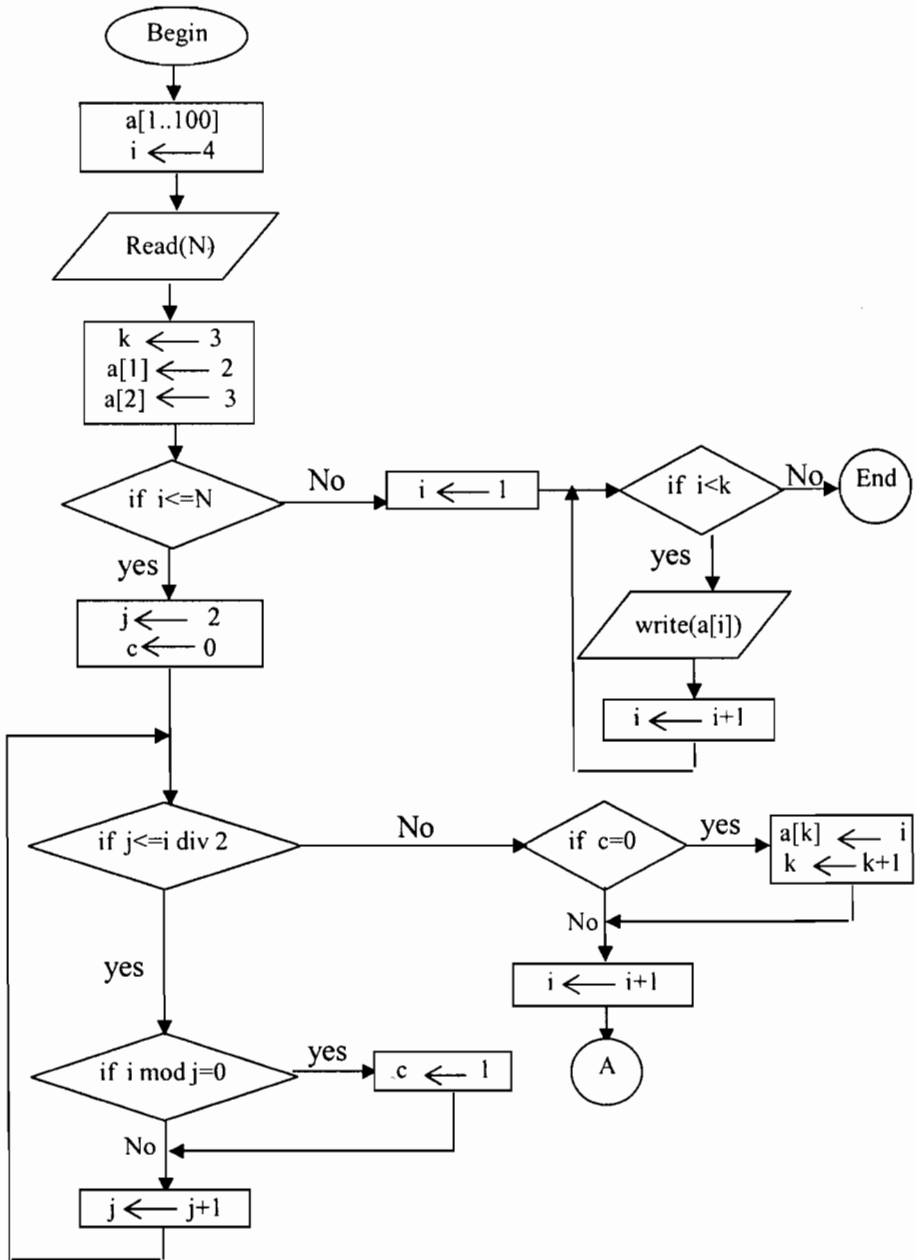 Begin
a[1..100]
i ← 4
Read(N)
k ← 3
a[1] ← 2
a[2] ← 3
if i<=N
No
i ← 1
if i<k
No
End
yes
yes
write(a[i])
j ← 2
c ← 0
i ← i+1
if j<=i div 2
No
if c=0
yes
a[k] ← i
k ← k+1
No
yes
i ← i+1
if i mod j=0
yes
c ← 1
A
No
j ← j+1